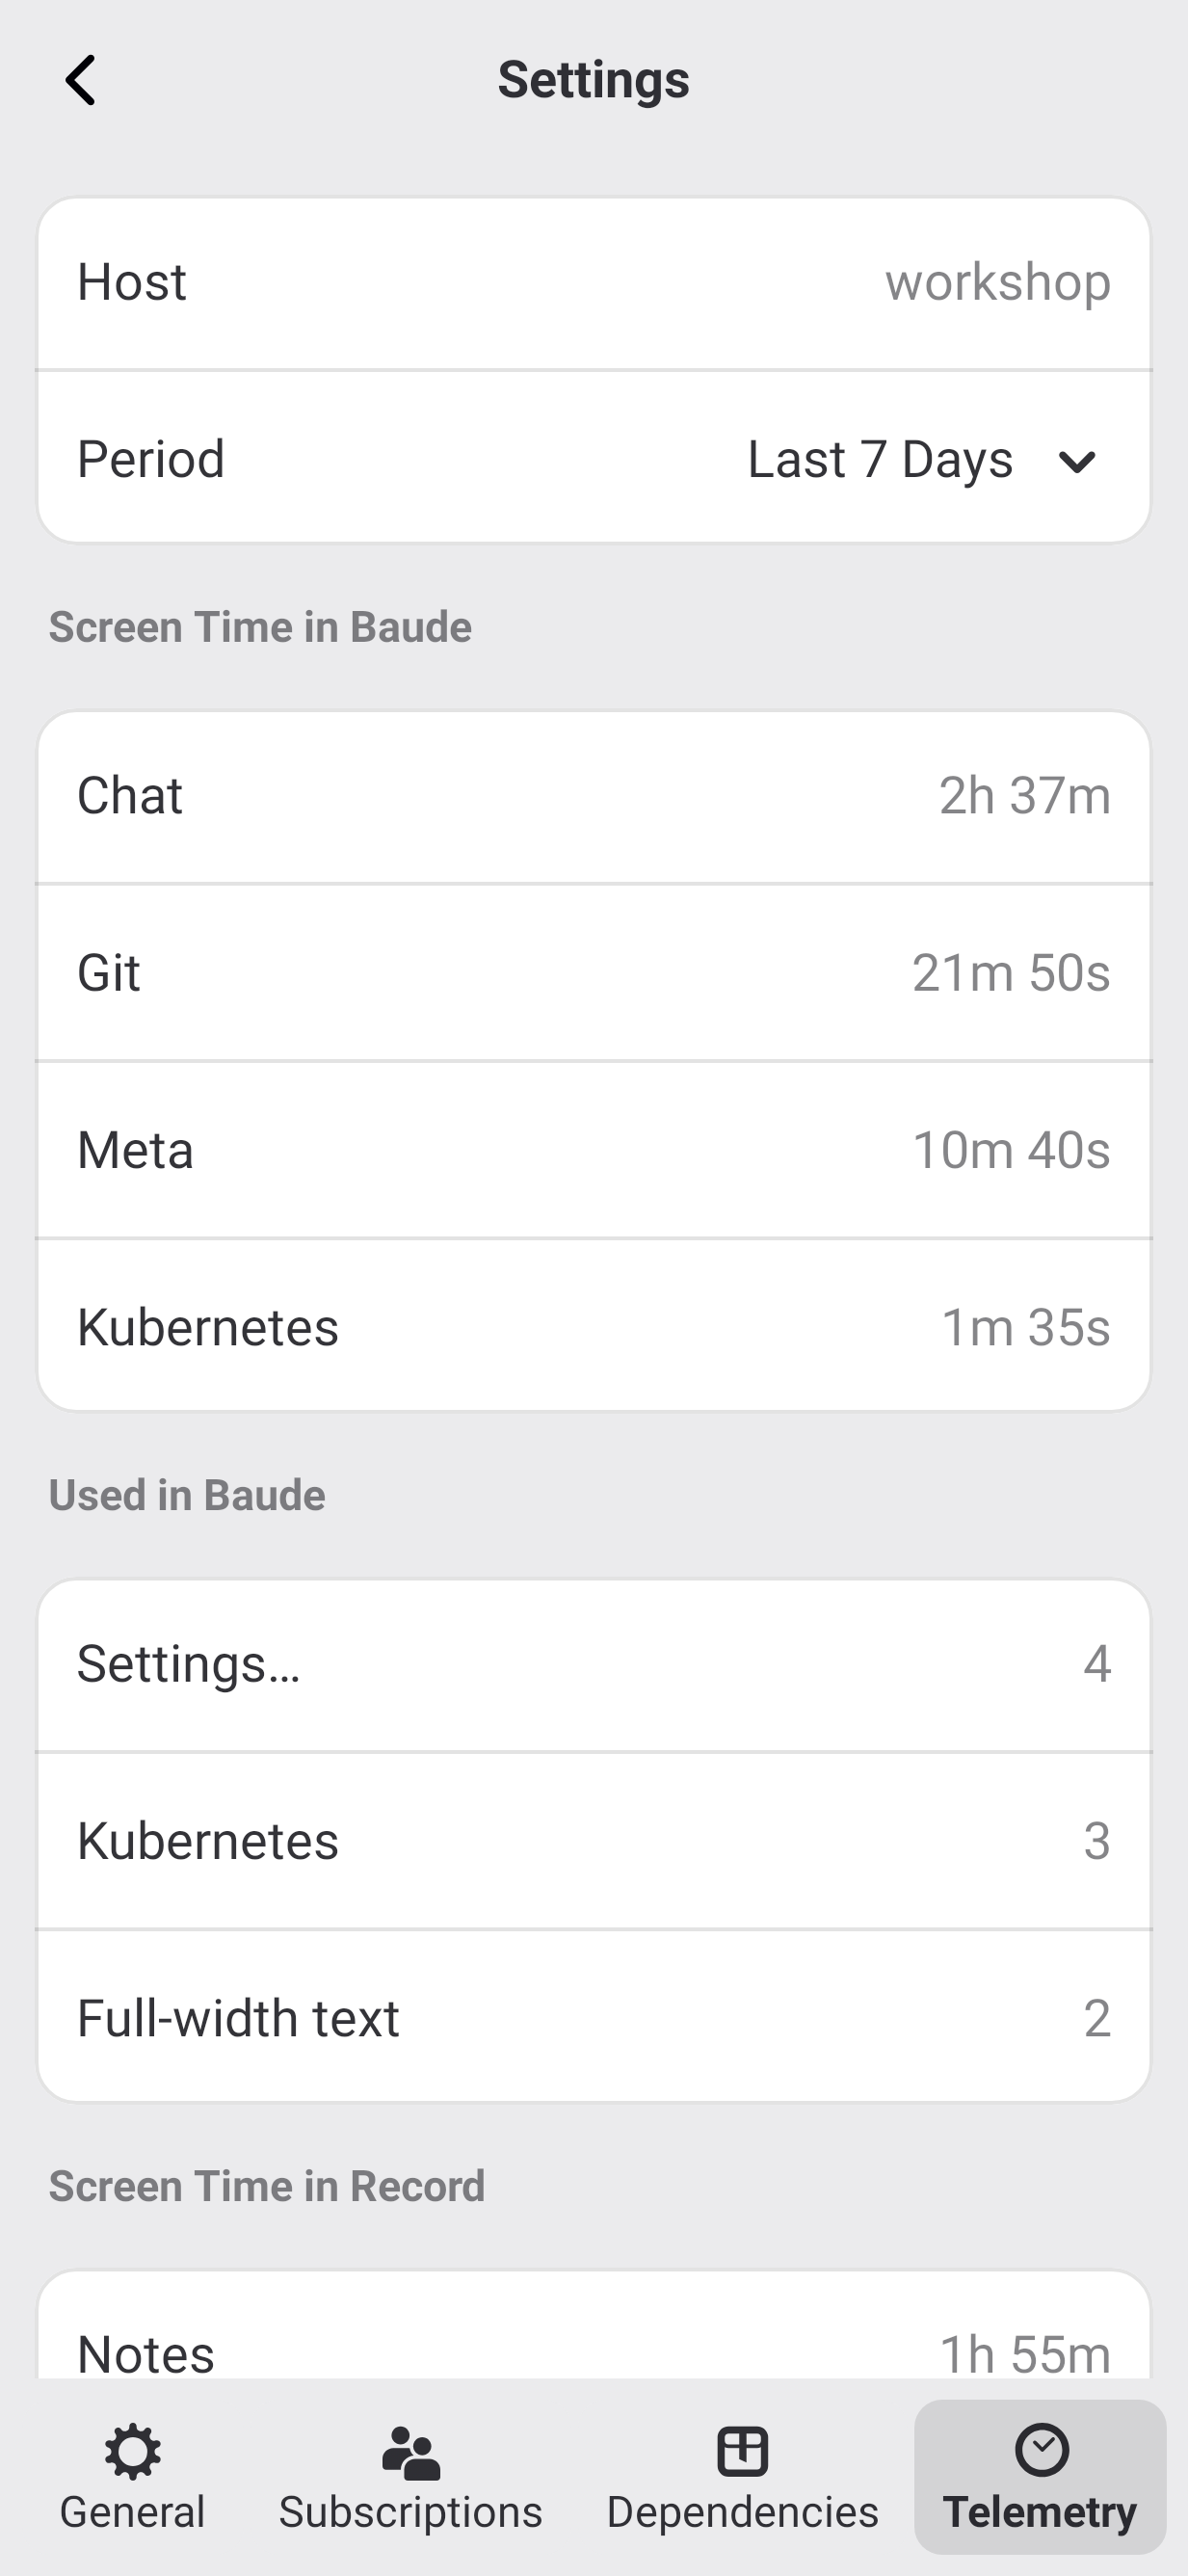 Settings
Host workshop
Period Last 7 Days
Screen Time in Baude
Chat 2h 37m
Git 21m 50s
Meta 10m 40s
Kubernetes 1m 35s
Used in Baude
Settings... 4
Kubernetes 3
Full-width text 2
Screen Time in Record
Notes 1h 55m
General Subscriptions Dependencies Telemetry